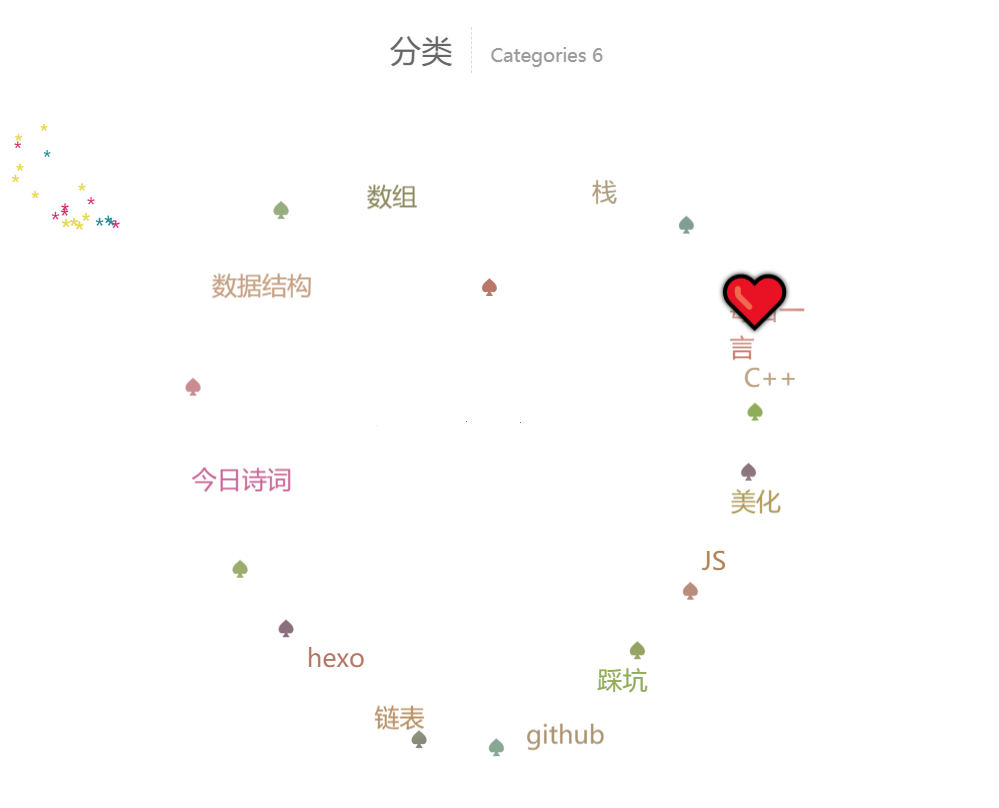 分类
Categories 6
数组
栈
数据结构
一
言
C++
今日诗词
美化
JS
hexo
踩坑
链表
github